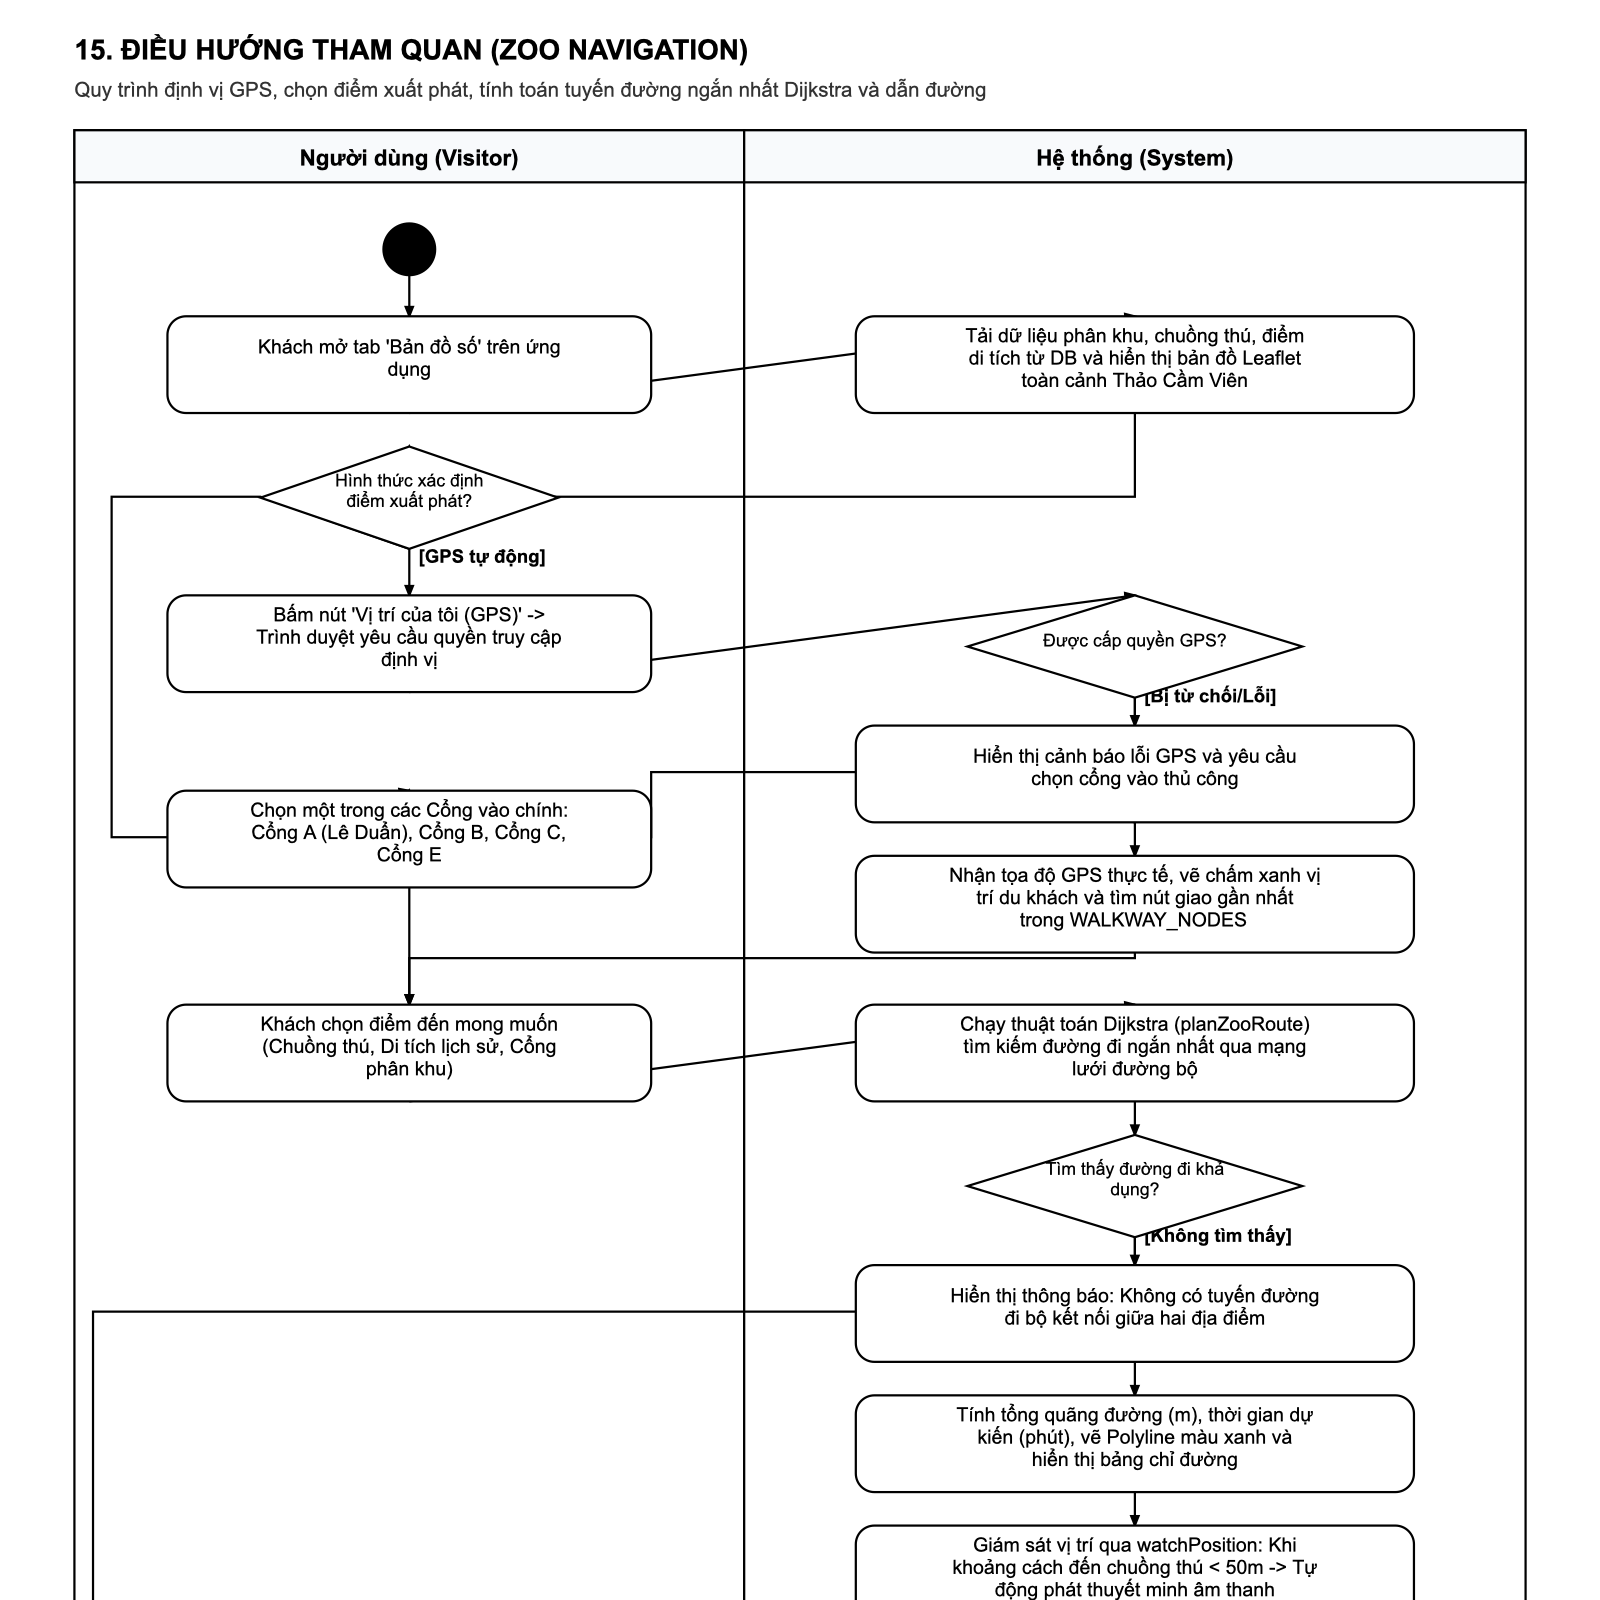 15. ĐIỀU HƯỚNG THAM QUAN (ZOO NAVIGATION)
Quy trình định vị GPS, chọn điểm xuất phát, tính toán tuyến đường ngắn nhất Dijkstra và dẫn đường
Người dùng (Visitor)
Hệ thống (System)
Khách mở tab 'Bản đồ số' trên ứng
dụng
Tải dữ liệu phân khu, chuồng thú, điểm
di tích từ DB và hiển thị bản đồ Leaflet
toàn cảnh Thảo Cầm Viên
Hình thức xác định
điểm xuất phát?
[GPS tự động]
Bấm nút 'Vị trí của tôi (GPS)' ->
Trình duyệt yêu cầu quyền truy cập
định vị
Được cấp quyền GPS?
[Bị từ chối/Lỗi]
Hiển thị cảnh báo lỗi GPS và yêu cầu
chọn cổng vào thủ công
Chọn một trong các Cổng vào chính:
Cổng A (Lê Duẩn), Cổng B, Cổng C,
Cổng E
Nhận tọa độ GPS thực tế, vẽ chấm xanh vị
trí du khách và tìm nút giao gần nhất
trong WALKWAY_NODES
Khách chọn điểm đến mong muốn
(Chuồng thú, Di tích lịch sử, Cổng
phân khu)
Chạy thuật toán Dijkstra (planZooRoute)
tìm kiếm đường đi ngắn nhất qua mạng
lưới đường bộ
Tìm thấy đường đi khả
dụng?
[Không tìm thấy]
Hiển thị thông báo: Không có tuyến đường
đi bộ kết nối giữa hai địa điểm
Tính tổng quãng đường (m), thời gian dự
kiến (phút), vẽ Polyline màu xanh và
hiển thị bảng chỉ đường
Giám sát vị trí qua watchPosition: Khi
khoảng cách đến chuồng thú < 50m -> Tự
động phát thuyết minh âm thanh